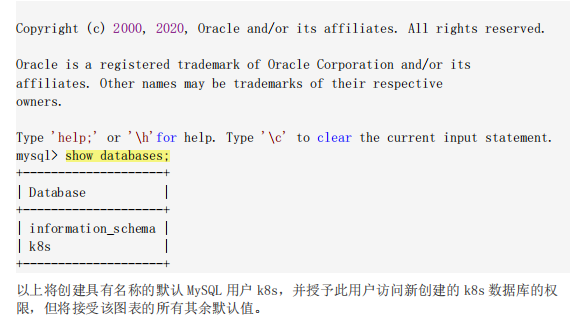 Copyright (c) 2000, 2020, Oracle and/or its affiliates. All rights reserved.
Oracle is a registered trademark of Oracle Corporation and/or its
affiliates. Other names may be trademarks of their respective
owners.
Type 'help;' or '\h'for help. Type '\c' to clear the current input statement.
mysql> show databases;
+--------------------+
| Database           |
+--------------------+
| information_schema |
| k8s                |
+--------------------+
以上将创建具有名称的默认 MySQL 用户 k8s，并授予此用户访问新创建的 k8s 数据库的权
限，但将接受该图表的所有其余默认值。